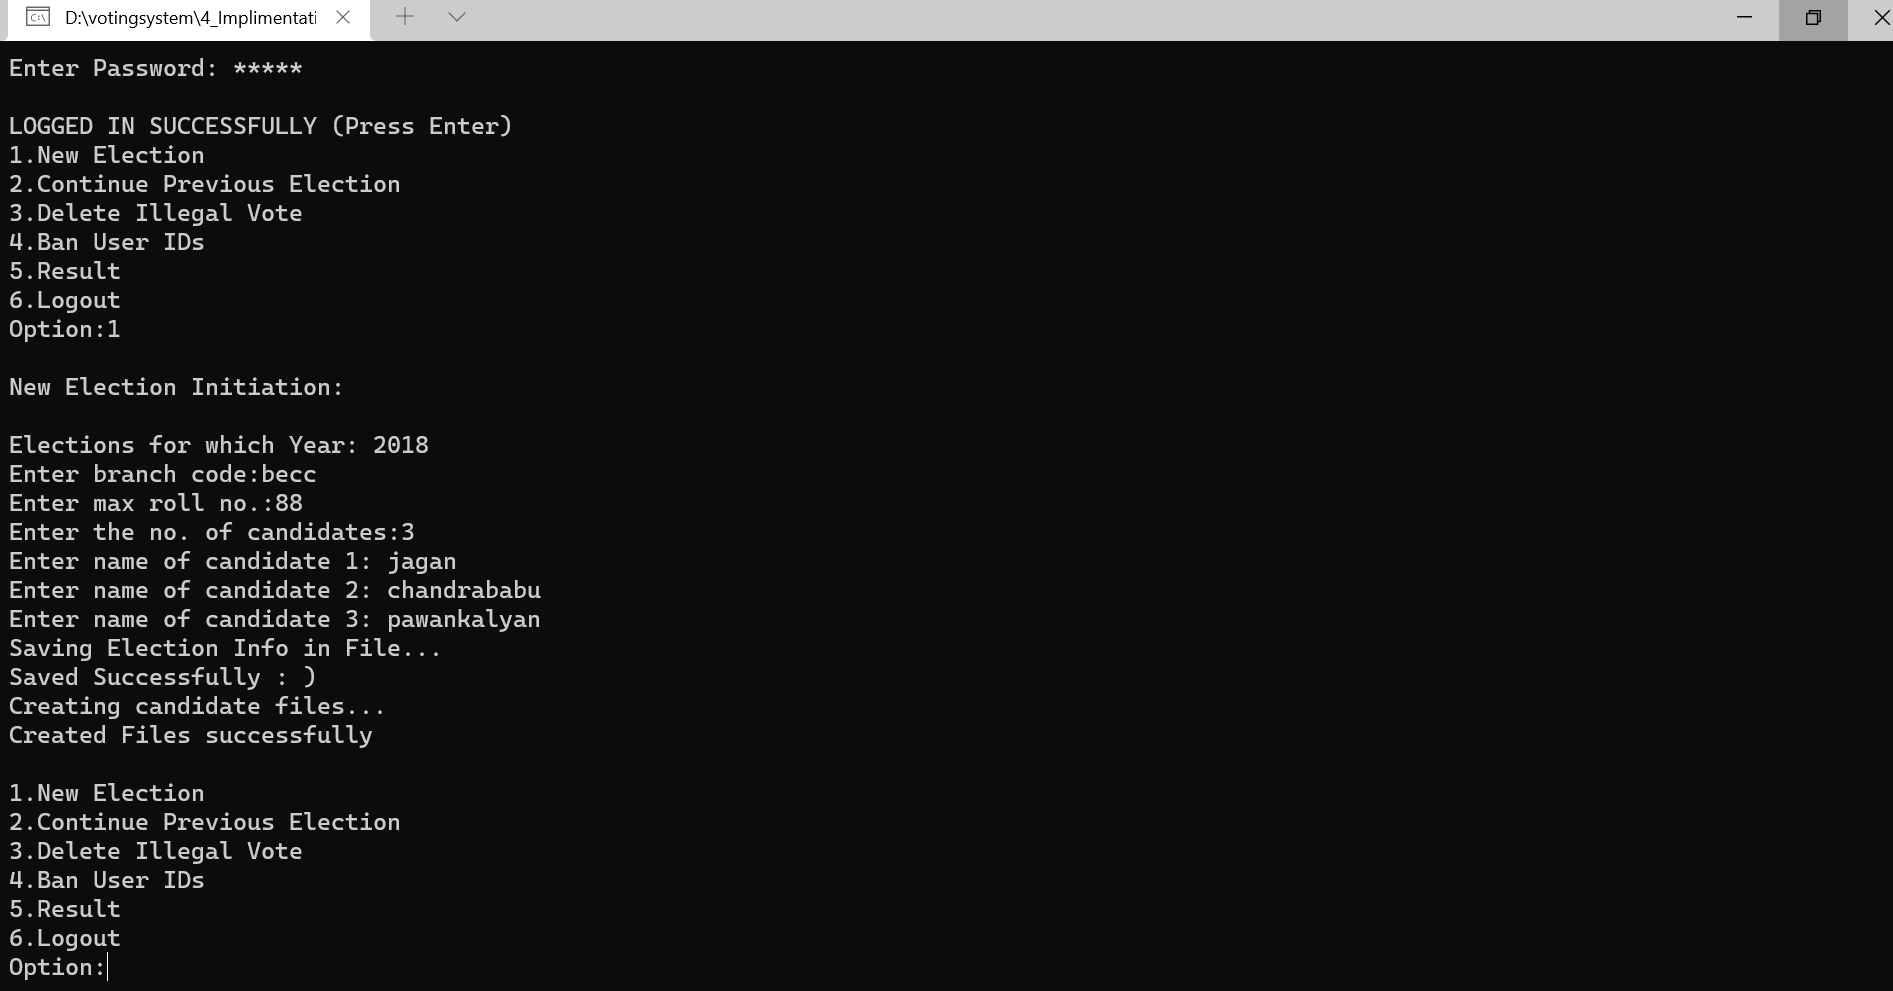 D:\votingsystem\4_Implimentati
Enter Password: *****
LOGGED IN SUCCESSFULLY (Press Enter)
1.New Election
2.Continue Previous Election
3.Delete Illegal Vote
4.Ban User IDs
5.Result
6.Logout
Option:1
New Election Initiation:
Elections for which Year: 2018
Enter branch code:becc
Enter max roll no.:88
Enter the no. of candidates:3
Enter name of candidate 1: jagan
Enter name of candidate 2: chandrababu
Enter name of candidate 3: pawankalyan
Saving Election Info in File...
Saved Successfully : )
Creating candidate files...
Created Files successfully
1.New Election
2.Continue Previous Election
3.Delete Illegal Vote
4.Ban User IDs
5.Result
6.Logout
Option: